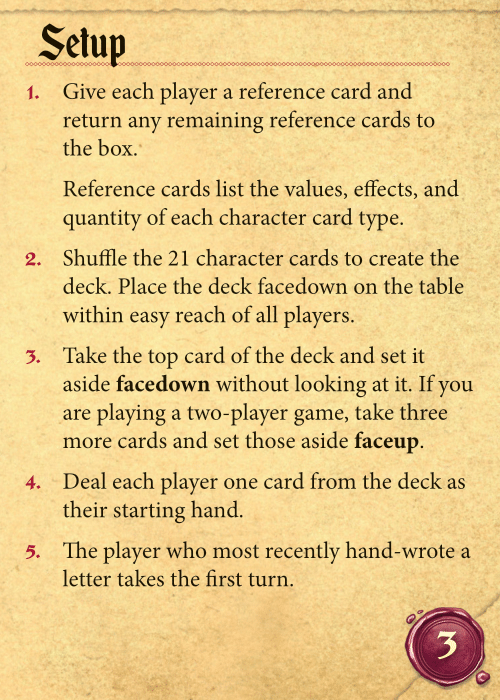 Setup
1. Give each player a reference card and
return any remaining reference cards to
the box.
Reference cards list the values, effects, and
quantity of each character card type.
2. Shuffle the 21 character cards to create the
deck. Place the deck facedown on the table
within easy reach of all players.
3. Take the top card of the deck and set it
aside facedown without looking at it. If you
are playing a two-player game, take three
more cards and set those aside faceup.
4. Deal each player one card from the deck as
their starting hand.
5. The player who most recently hand-wrote a
letter takes the first turn.
3